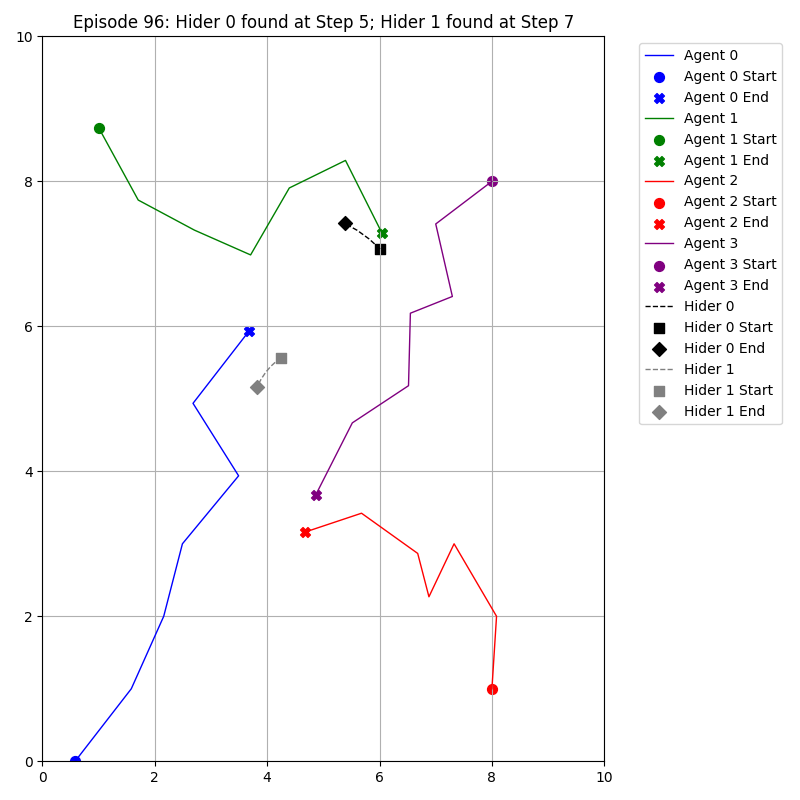 Episode 96: Hider 0 found at Step 5; Hider 1 found at Step 7
10
8
6
4
2
0
0 2 4 6 8 10
Agent 0
Agent 0 Start
Agent 0 End
Agent 1
Agent 1 Start
Agent 1 End
Agent 2
Agent 2 Start
Agent 2 End
Agent 3
Agent 3 Start
Agent 3 End
Hider 0
Hider 0 Start
Hider 0 End
Hider 1
Hider 1 Start
Hider 1 End